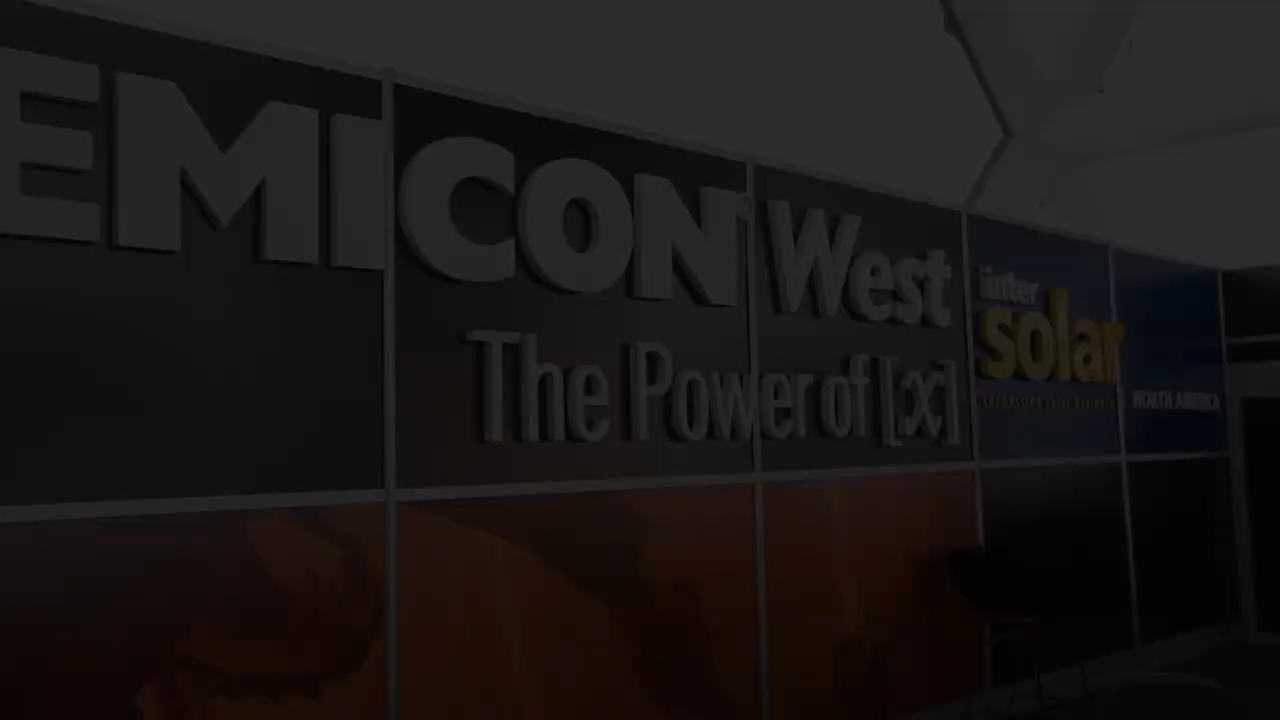 EMICON® West
The Power of [x]
inter
solar
NORTH AMERICA